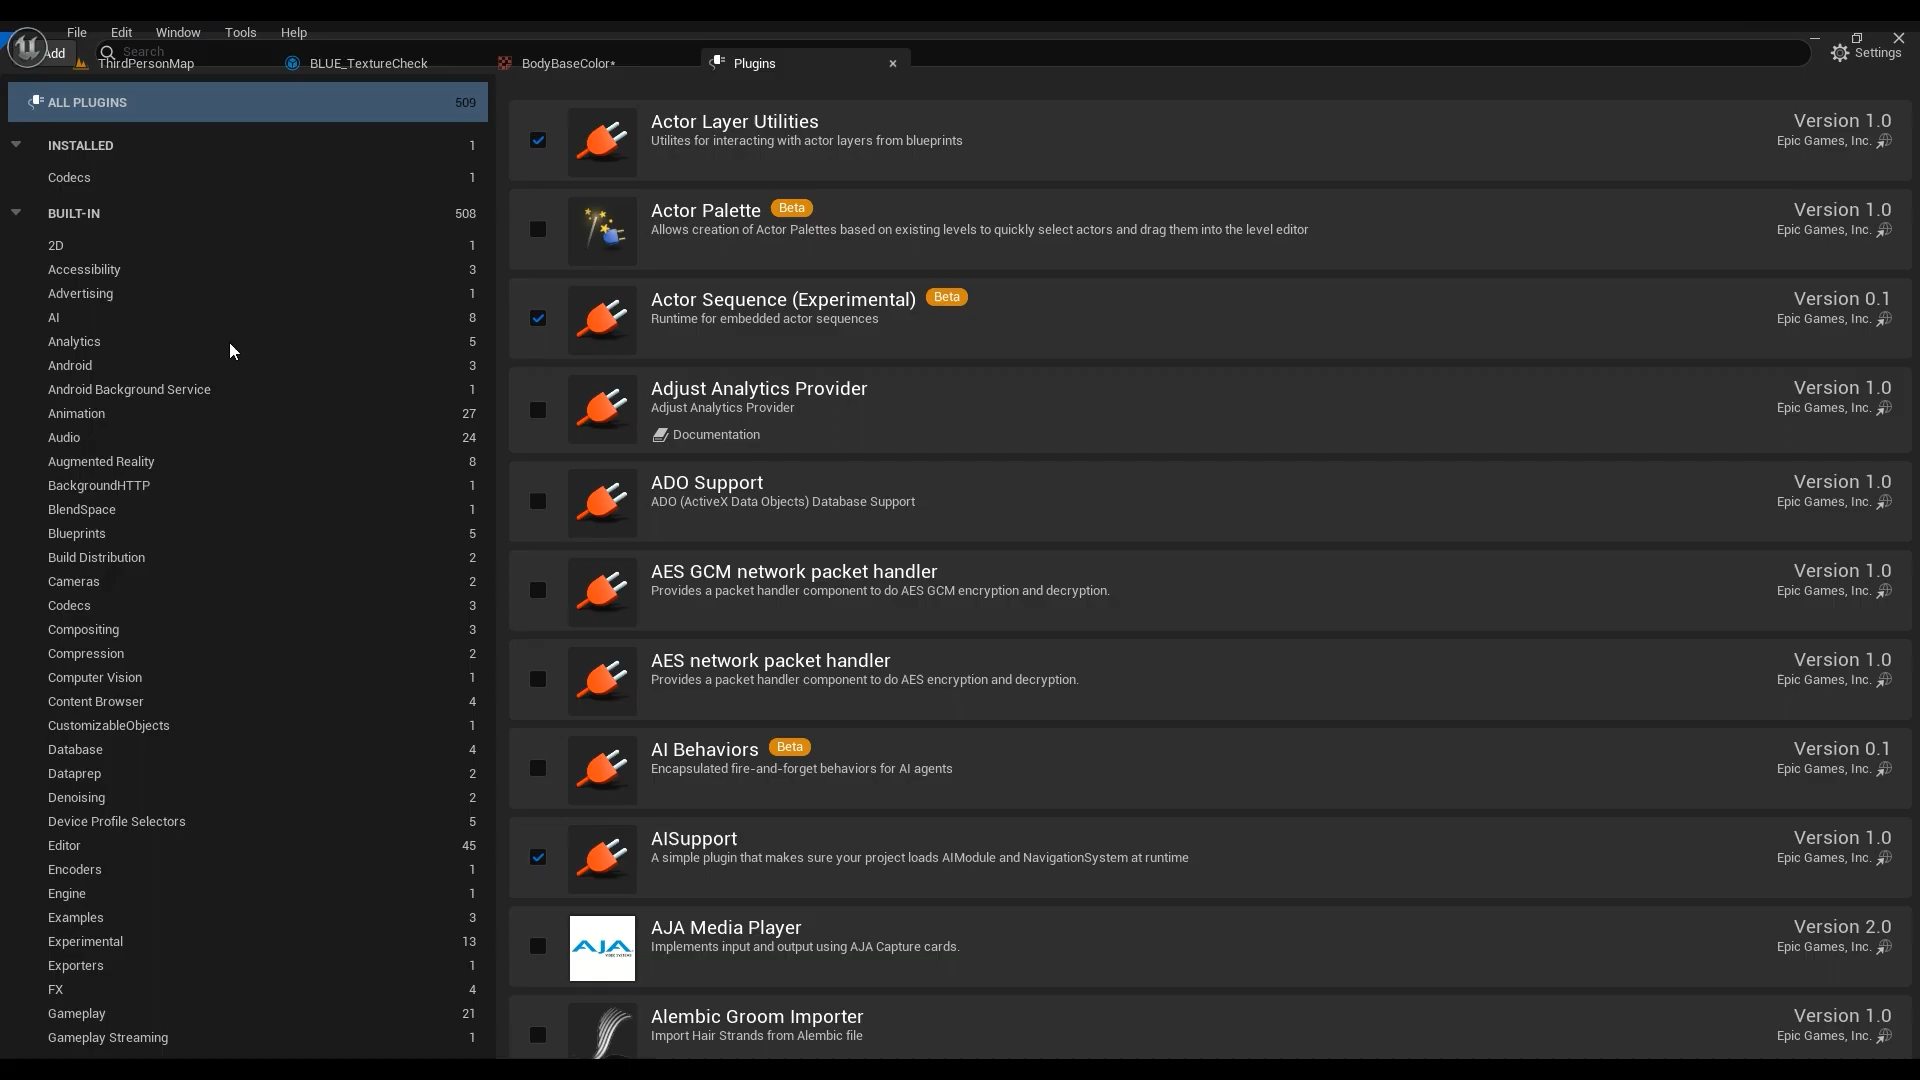 File Edit Window Tools Help
Add Search Settings
ThirdPersonMap BLUE_TextureCheck BodyBaseColor* Plugins
ALL PLUGINS 509
INSTALLED 1
Codecs 1
BUILT-IN 508
2D 1
Accessibility 3
Advertising 1
AI 8
Analytics 5
Android 3
Android Background Service 1
Animation 27
Audio 24
Augmented Reality 8
BackgroundHTTP 1
BlendSpace 1
Blueprints 5
Build Distribution 2
Cameras 2
Codecs 3
Compositing 3
Compression 2
Computer Vision 1
Content Browser 4
CustomizableObjects 1
Database 4
Dataprep 2
Denoising 2
Device Profile Selectors 5
Editor 45
Encoders 1
Engine 1
Examples 3
Experimental 13
Exporters 1
FX 4
Gameplay 21
Gameplay Streaming 1
Actor Layer Utilities Version 1.0
Utilites for interacting with actor layers from blueprints Epic Games, Inc.
Actor Palette Beta Version 1.0
Allows creation of Actor Palettes based on existing levels to quickly select actors and drag them into the level editor Epic Games, Inc.
Actor Sequence (Experimental) Beta Version 0.1
Runtime for embedded actor sequences Epic Games, Inc.
Adjust Analytics Provider Version 1.0
Adjust Analytics Provider Epic Games, Inc.
Documentation
ADO Support Version 1.0
ADO (ActiveX Data Objects) Database Support Epic Games, Inc.
AES GCM network packet handler Version 1.0
Provides a packet handler component to do AES GCM encryption and decryption. Epic Games, Inc.
AES network packet handler Version 1.0
Provides a packet handler component to do AES encryption and decryption. Epic Games, Inc.
AI Behaviors Beta Version 0.1
Encapsulated fire-and-forget behaviors for AI agents Epic Games, Inc.
AISupport Version 1.0
A simple plugin that makes sure your project loads AIModule and NavigationSystem at runtime Epic Games, Inc.
AJA
AJA Media Player Version 2.0
Implements input and output using AJA Capture cards. Epic Games, Inc.
Alembic Groom Importer Version 1.0
Import Hair Strands from Alembic file Epic Games, Inc.